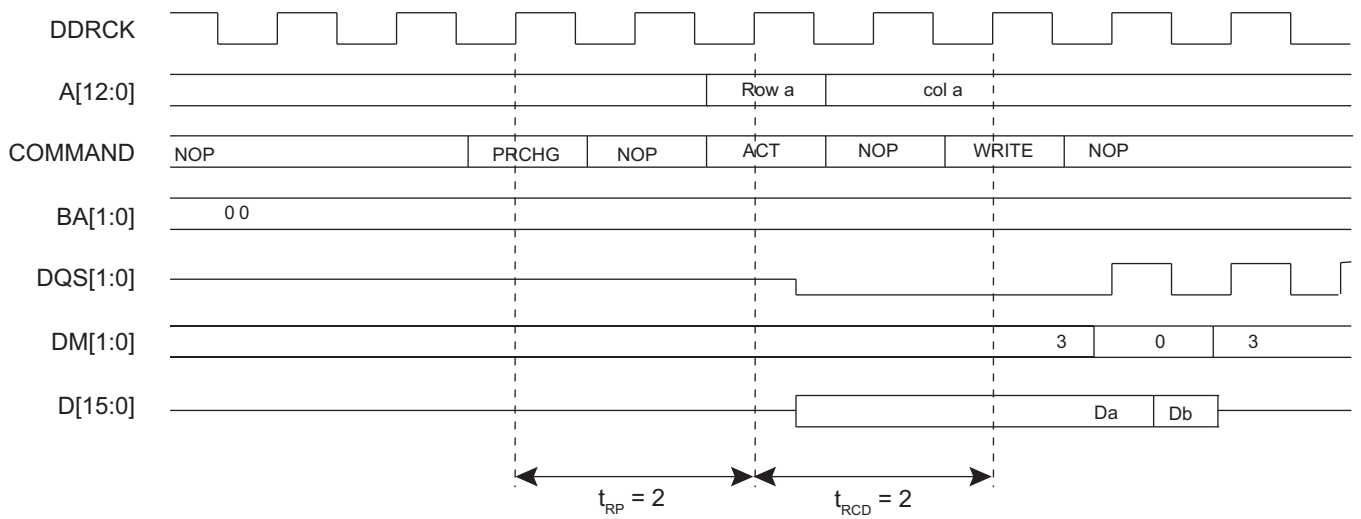 DDRCK
A[12:0] Row a col a
COMMAND NOP PRCHG NOP ACT NOP WRITE NOP
BA[1:0] 0 0
DQS[1:0]
DM[1:0] 3 0 3
D[15:0] Da Db
tRP = 2 tRCD = 2